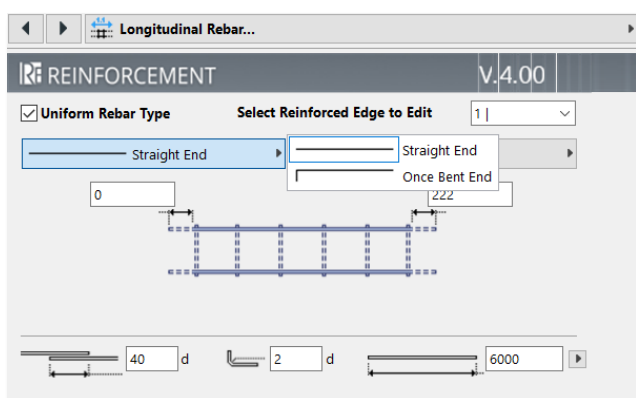 Longitudinal Rebar...
REINFORCEMENT V.4.00
Uniform Rebar Type Select Reinforced Edge to Edit 1 |
Straight End Straight End
Once Bent End
0 222
40 d 2 d 6000